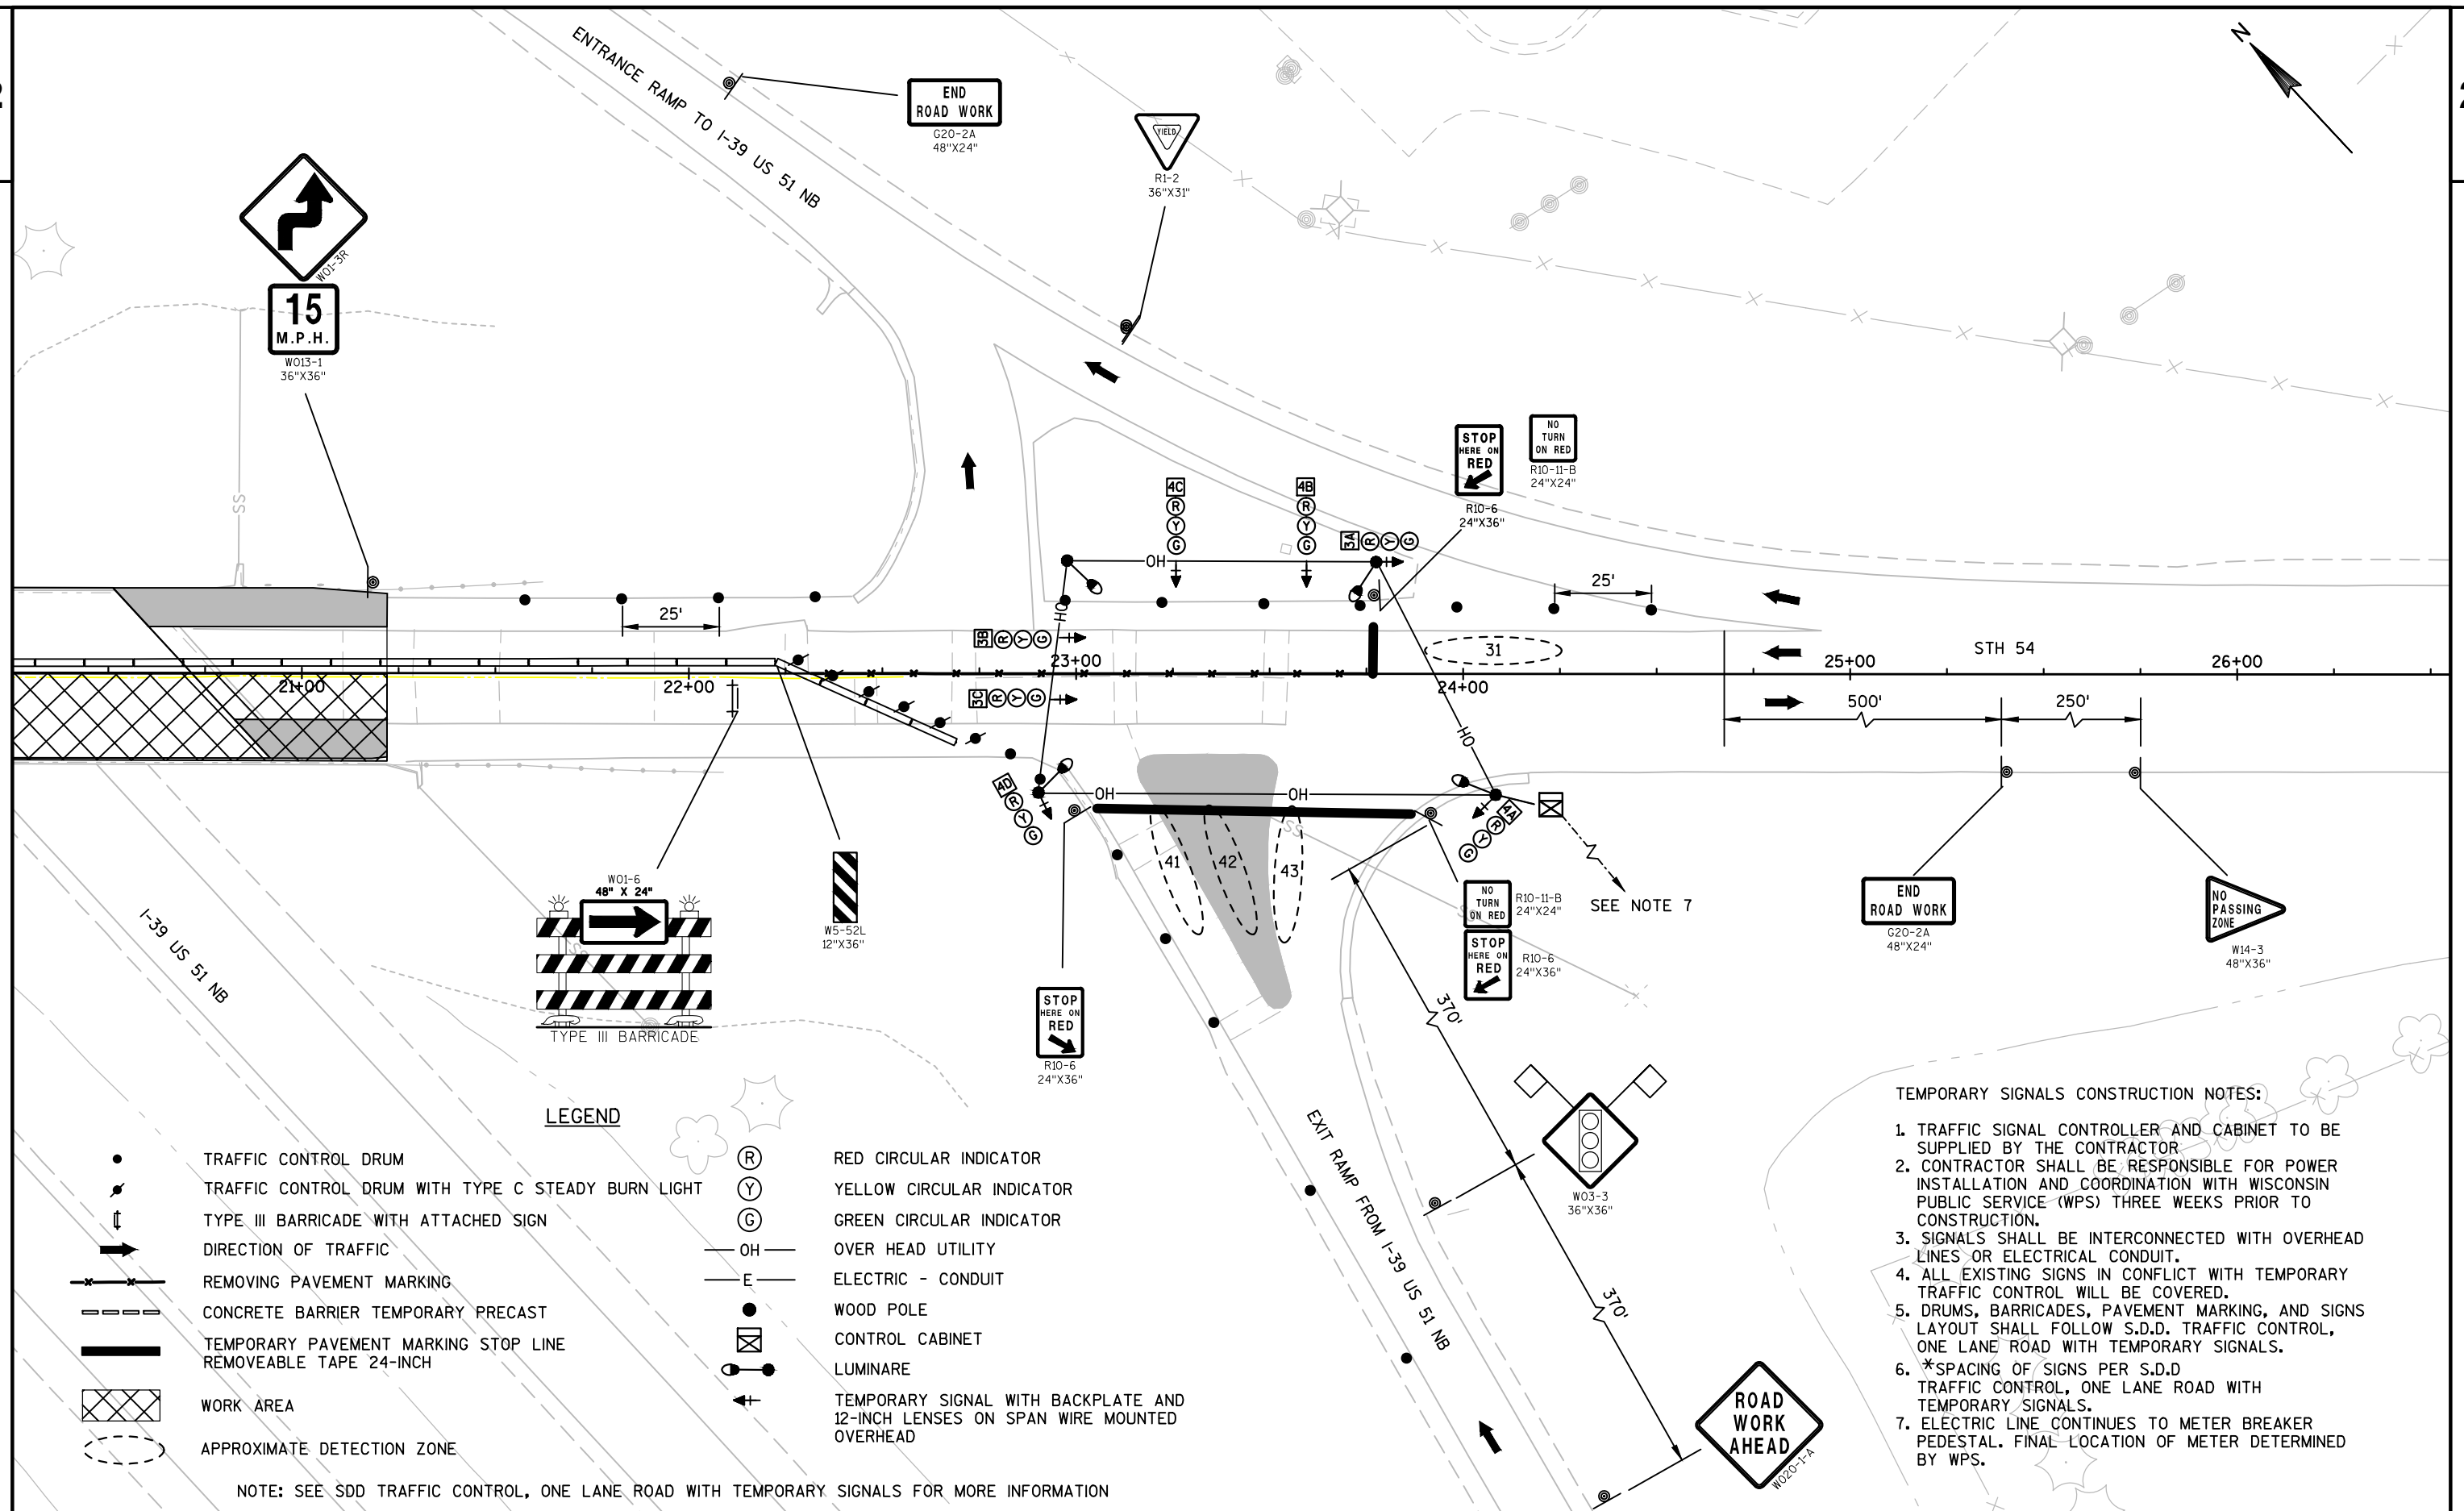 ENTRANCE RAMP TO I-39 US 51 NB
END
ROAD WORK
G20-2A
48"X24"
YIELD
R1-2
36"X31"
N
WO1-3R
15
M.P.H.
WO13-1
36"X36"
SS
STOP
HERE ON
RED
R10-6
24"X36"
NO
TURN
ON RED
R10-11-B
24"X24"
4C
R
Y
G
4B
R
Y
G
3A R Y G
OH
OH
OH
25'
25'
3B R Y G
23+00
31
STH 54
25+00
26+00
21+00
22+00
24+00
3C R Y G
500'
250'
4D R Y G
OH
OH
4A R Y G
SS
41
42
43
SEE NOTE 7
WO1-6
48" X 24"
TYPE III BARRICADE
W5-52L
12"X36"
NO
TURN
ON RED
R10-11-B
24"X24"
STOP
HERE ON
RED
R10-6
24"X36"
END
ROAD WORK
G20-2A
48"X24"
NO
PASSING
ZONE
W14-3
48"X36"
I-39 US 51 NB
STOP
HERE ON
RED
R10-6
24"X36"
370'
WO3-3
36"X36"
EXIT RAMP FROM I-39 US 51 NB
370'
ROAD
WORK
AHEAD
WO20-1-A
LEGEND
TRAFFIC CONTROL DRUM
TRAFFIC CONTROL DRUM WITH TYPE C STEADY BURN LIGHT
TYPE III BARRICADE WITH ATTACHED SIGN
DIRECTION OF TRAFFIC
REMOVING PAVEMENT MARKING
CONCRETE BARRIER TEMPORARY PRECAST
TEMPORARY PAVEMENT MARKING STOP LINE
REMOVEABLE TAPE 24-INCH
WORK AREA
APPROXIMATE DETECTION ZONE
R RED CIRCULAR INDICATOR
Y YELLOW CIRCULAR INDICATOR
G GREEN CIRCULAR INDICATOR
OH OVER HEAD UTILITY
E ELECTRIC - CONDUIT
WOOD POLE
CONTROL CABINET
LUMINARE
TEMPORARY SIGNAL WITH BACKPLATE AND
12-INCH LENSES ON SPAN WIRE MOUNTED
OVERHEAD
NOTE: SEE SDD TRAFFIC CONTROL, ONE LANE ROAD WITH TEMPORARY SIGNALS FOR MORE INFORMATION
TEMPORARY SIGNALS CONSTRUCTION NOTES:
1. TRAFFIC SIGNAL CONTROLLER AND CABINET TO BE
SUPPLIED BY THE CONTRACTOR
2. CONTRACTOR SHALL BE RESPONSIBLE FOR POWER
INSTALLATION AND COORDINATION WITH WISCONSIN
PUBLIC SERVICE (WPS) THREE WEEKS PRIOR TO
CONSTRUCTION.
3. SIGNALS SHALL BE INTERCONNECTED WITH OVERHEAD
LINES OR ELECTRICAL CONDUIT.
4. ALL EXISTING SIGNS IN CONFLICT WITH TEMPORARY
TRAFFIC CONTROL WILL BE COVERED.
5. DRUMS, BARRICADES, PAVEMENT MARKING, AND SIGNS
LAYOUT SHALL FOLLOW S.D.D. TRAFFIC CONTROL,
ONE LANE ROAD WITH TEMPORARY SIGNALS.
6. *SPACING OF SIGNS PER S.D.D
TRAFFIC CONTROL, ONE LANE ROAD WITH
TEMPORARY SIGNALS.
7. ELECTRIC LINE CONTINUES TO METER BREAKER
PEDESTAL. FINAL LOCATION OF METER DETERMINED
BY WPS.